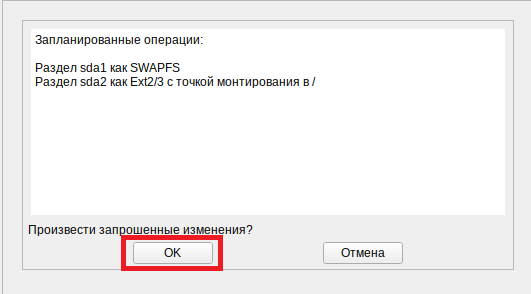 Запланированные операции:
Раздел sda1 как SWAPFS
Раздел sda2 как Ext2/3 с точкой монтирования в /
Произвести запрошенные изменения?
OK
Отмена